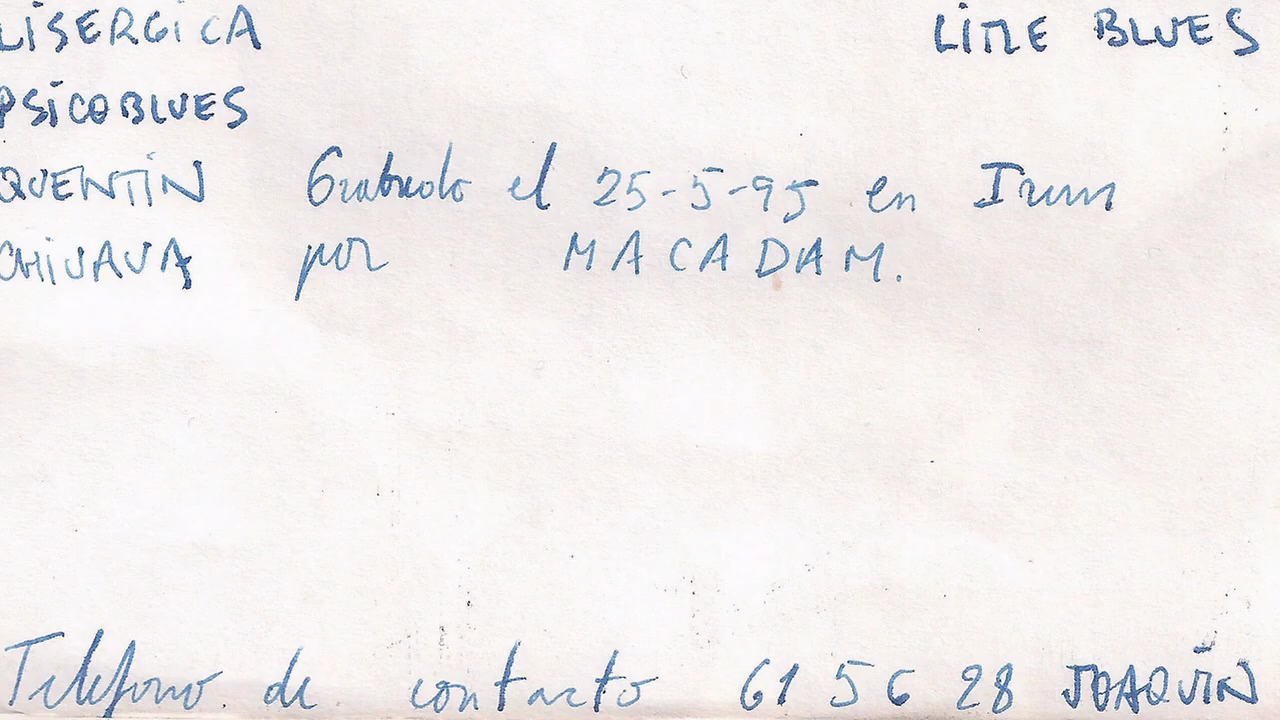 LISERGICA LIME BLUES
PSICOBLUES
QUENTIN Grabado el 25-5-95 en Irun
CHIUAUA por MACADAM.
Telefono de contacto 61 56 28 JOAQUIN